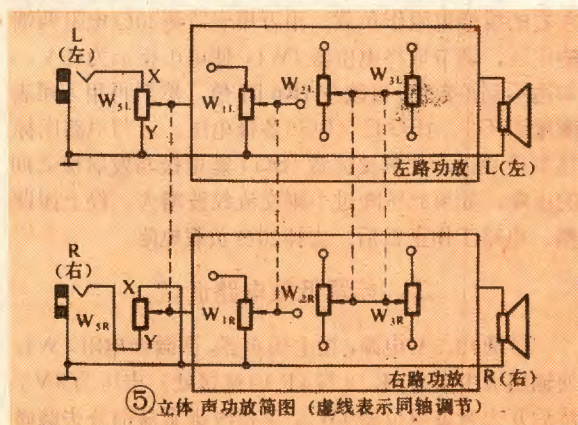 L
(左)
X
W5L
Y
W1L
W2L
W3L
左路功放
L(左)
R
(右)
X
W5R
Y
W1R
W2R
W3R
右路功放
R(右)
⑤立体 声功放简图 (虚线表示同轴调节)